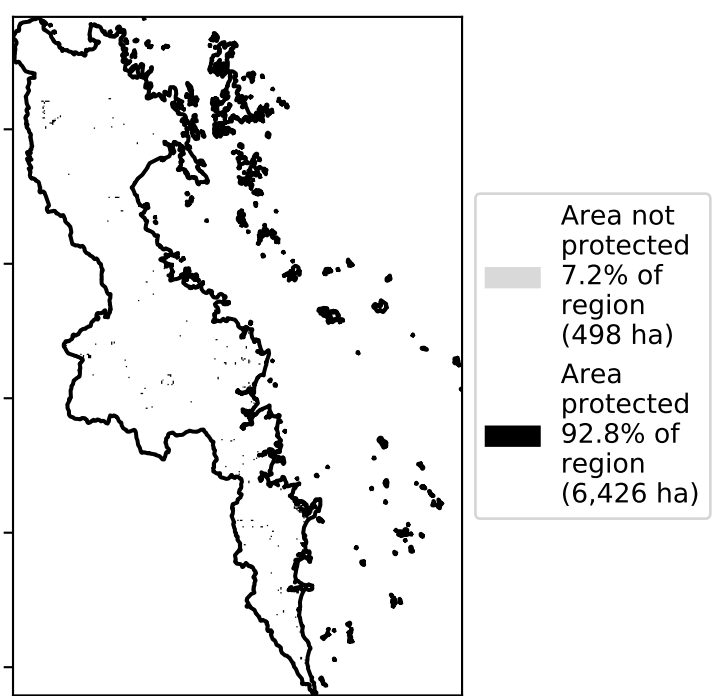 Area not
protected
7.2% of
region
(498 ha)
Area
protected
92.8% of
region
(6,426 ha)